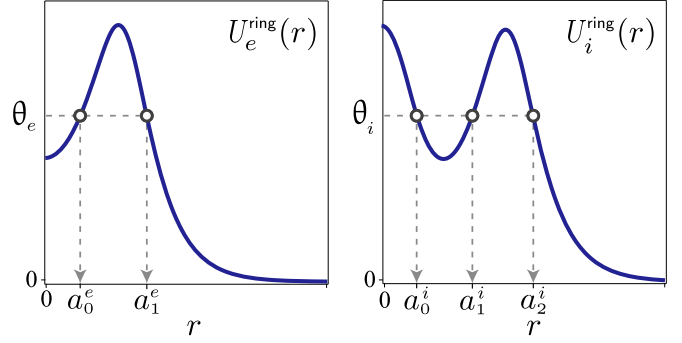 U_e^ring(r)
θ_e
0
0 a_0^e a_1^e
r
U_i^ring(r)
θ_i
0
0 a_0^i a_1^i a_2^i
r